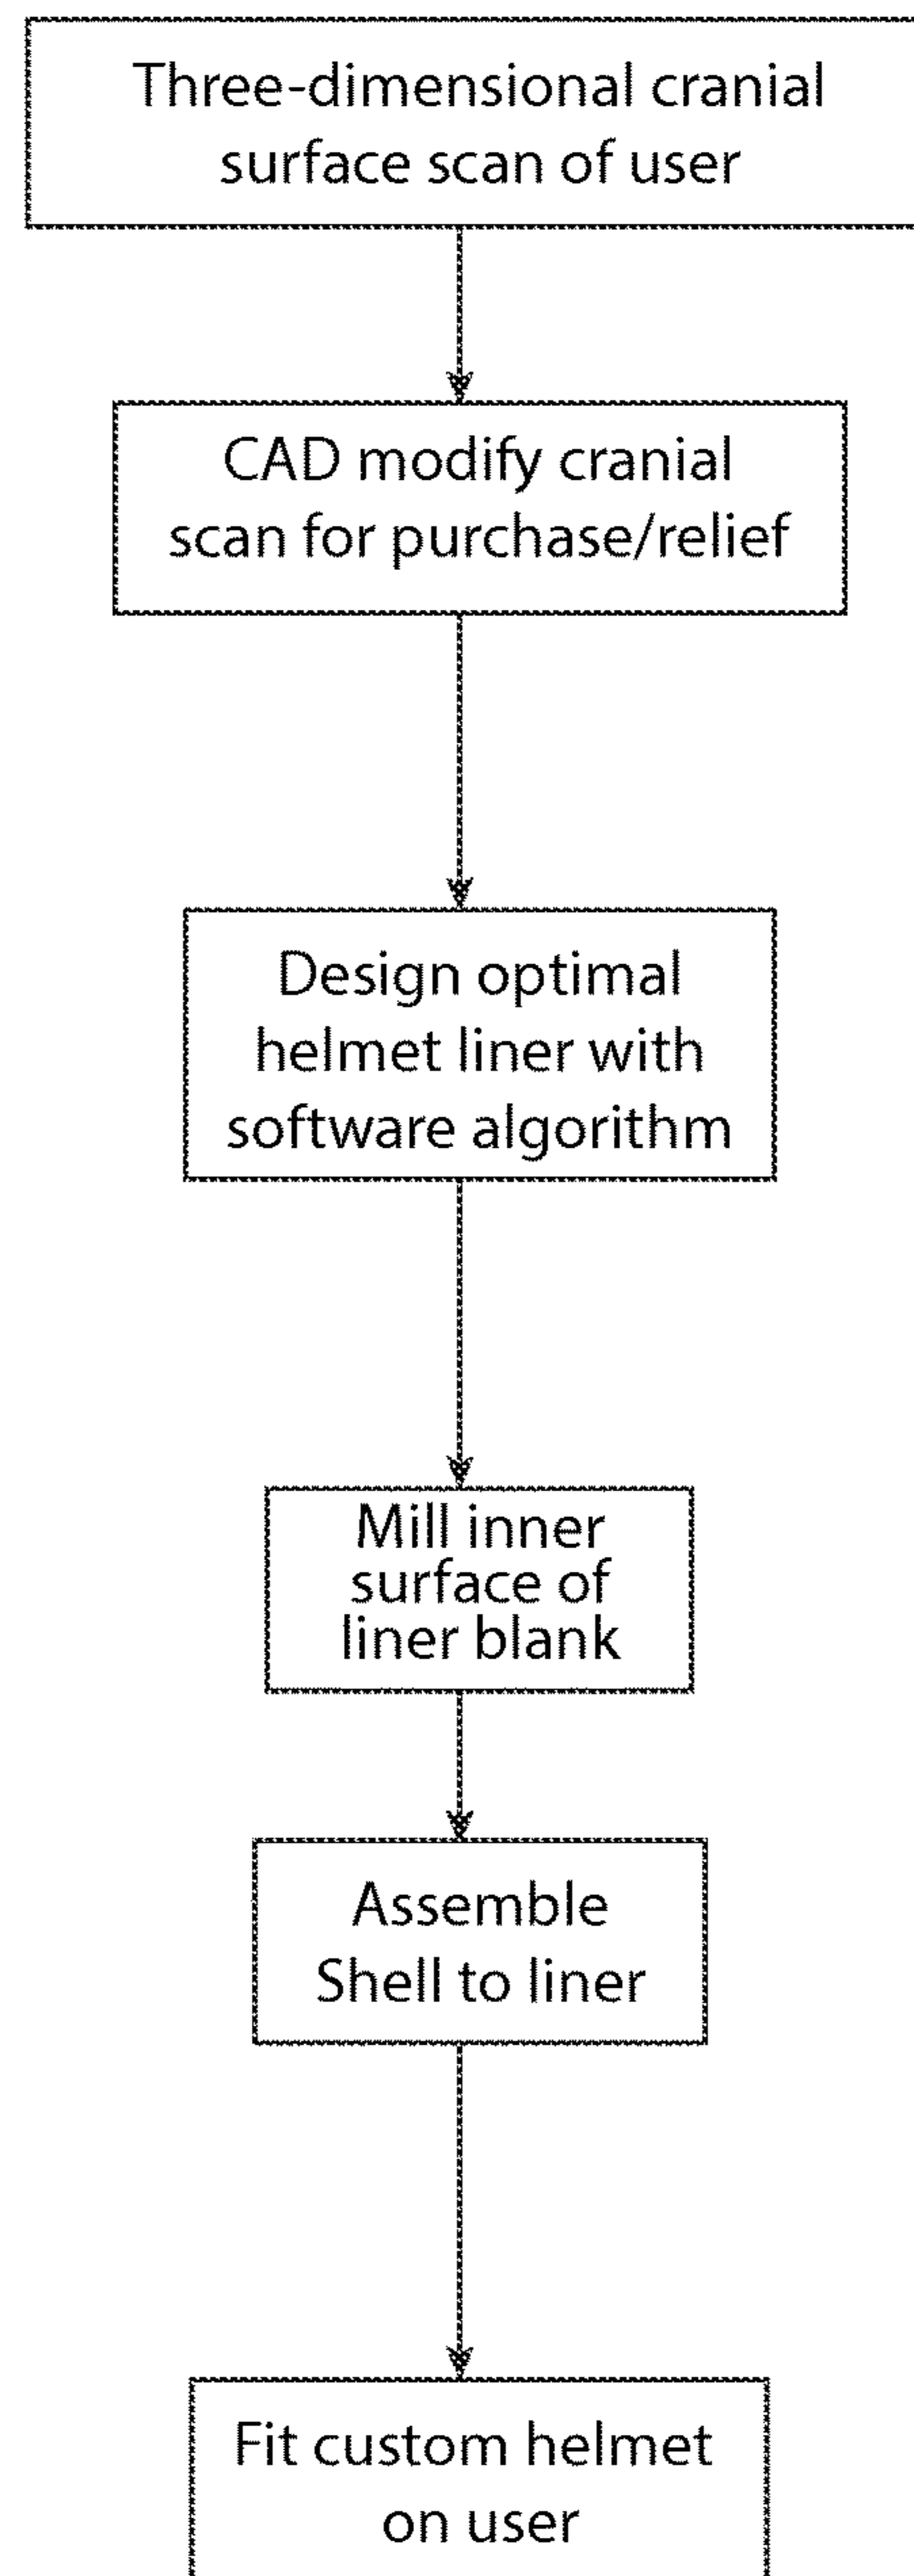 Three-dimensional cranial
surface scan of user
CAD modify cranial
scan for purchase/relief
Design optimal
helmet liner with
software algorithm
Mill inner
surface of
liner blank
Assemble
Shell to liner
Fit custom helmet
on user